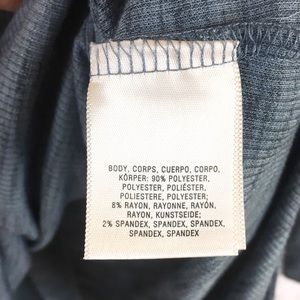 BODY, CORPS, CUERPO, CORPO,
KÖRPER: 90% POLYESTER,
POLYESTER, POLIÉSTER,
POLIESTERE, POLYESTER;
8% RAYON, RAYONNE, RAYÓN,
RAYON, KUNSTSEIDE;
2% SPANDEX, SPANDEX, SPANDEX,
SPANDEX, SPANDEX